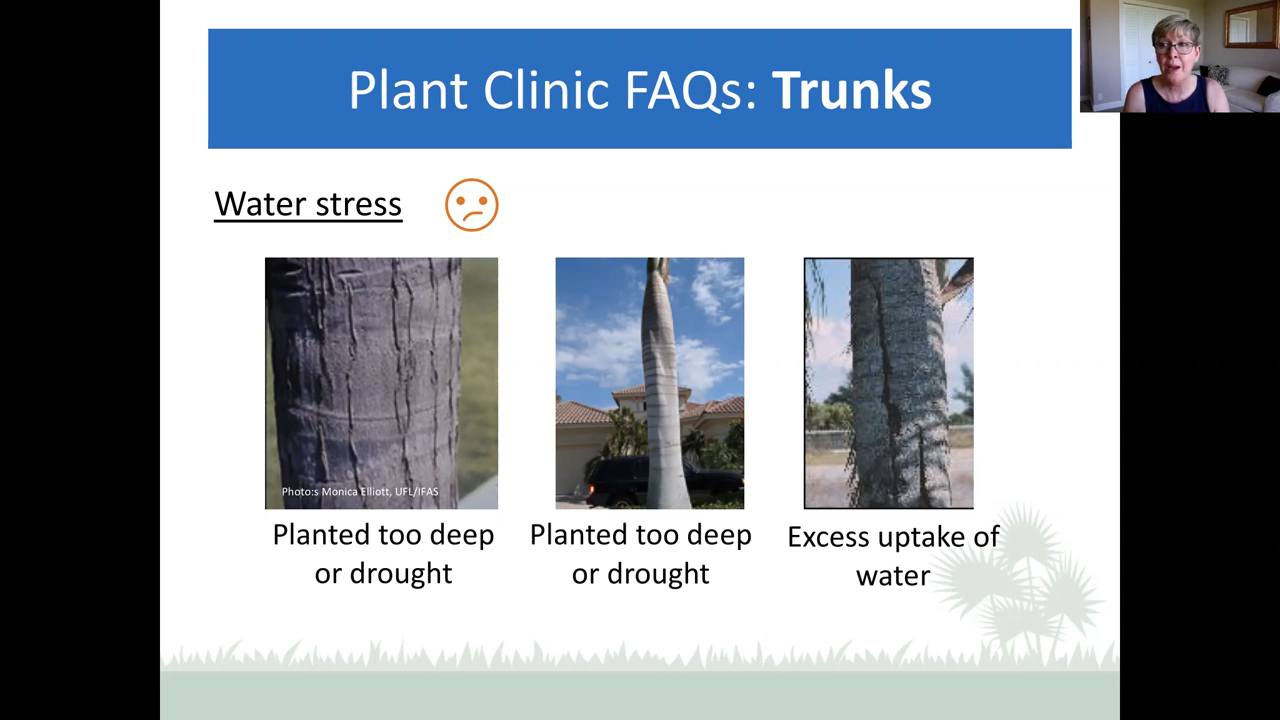 Plant Clinic FAQs: Trunks
Water stress
Photo:s Monica Elliott, UFL/IFAS
Planted too deep
or drought
Planted too deep
or drought
Excess uptake of
water